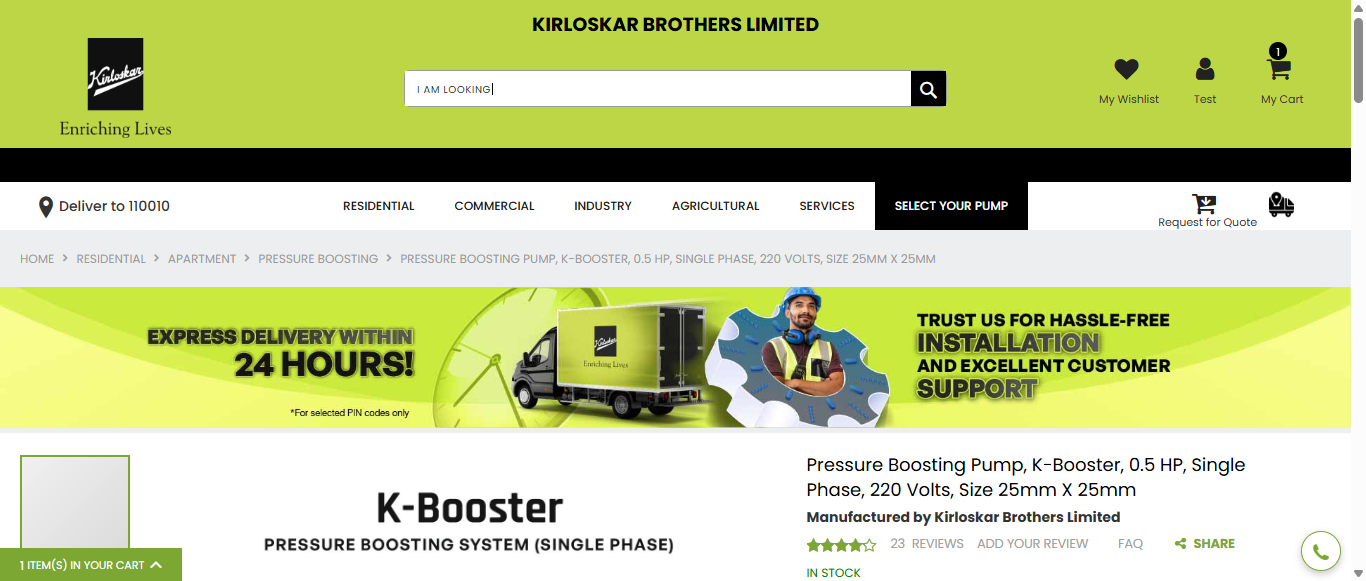 KIRLOSKAR BROTHERS LIMITED
Kirloskar
Enriching Lives
I AM LOOKING
My Wishlist
Test
1
My Cart
Deliver to 110010
RESIDENTIAL
COMMERCIAL
INDUSTRY
AGRICULTURAL
SERVICES
SELECT YOUR PUMP
Request for Quote
HOME > RESIDENTIAL > APARTMENT > PRESSURE BOOSTING > PRESSURE BOOSTING PUMP, K-BOOSTER, 0.5 HP, SINGLE PHASE, 220 VOLTS, SIZE 25MM X 25MM
EXPRESS DELIVERY WITHIN
24 HOURS!
*For selected PIN codes only
Kirloskar
Enriching Lives
TRUST US FOR HASSLE-FREE
INSTALLATION
AND EXCELLENT CUSTOMER
SUPPORT
K-Booster
PRESSURE BOOSTING SYSTEM (SINGLE PHASE)
Pressure Boosting Pump, K-Booster, 0.5 HP, Single
Phase, 220 Volts, Size 25mm X 25mm
Manufactured by Kirloskar Brothers Limited
23 REVIEWS ADD YOUR REVIEW FAQ SHARE
IN STOCK
1 ITEM(S) IN YOUR CART